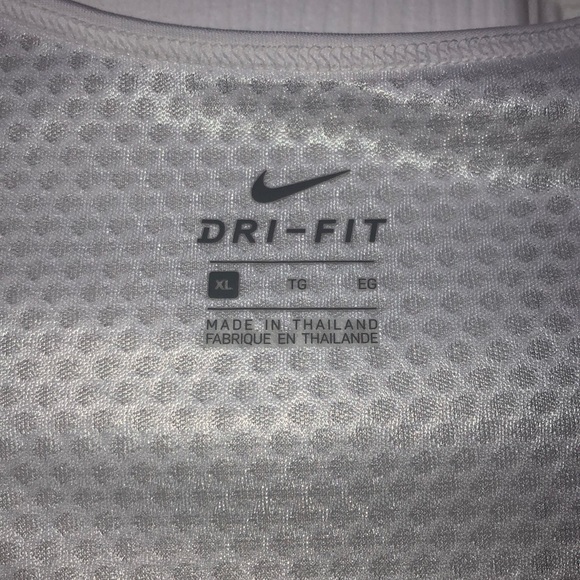 DRI-FIT
XL TG EG
MADE IN THAILAND
FABRIQUE EN THAILANDE